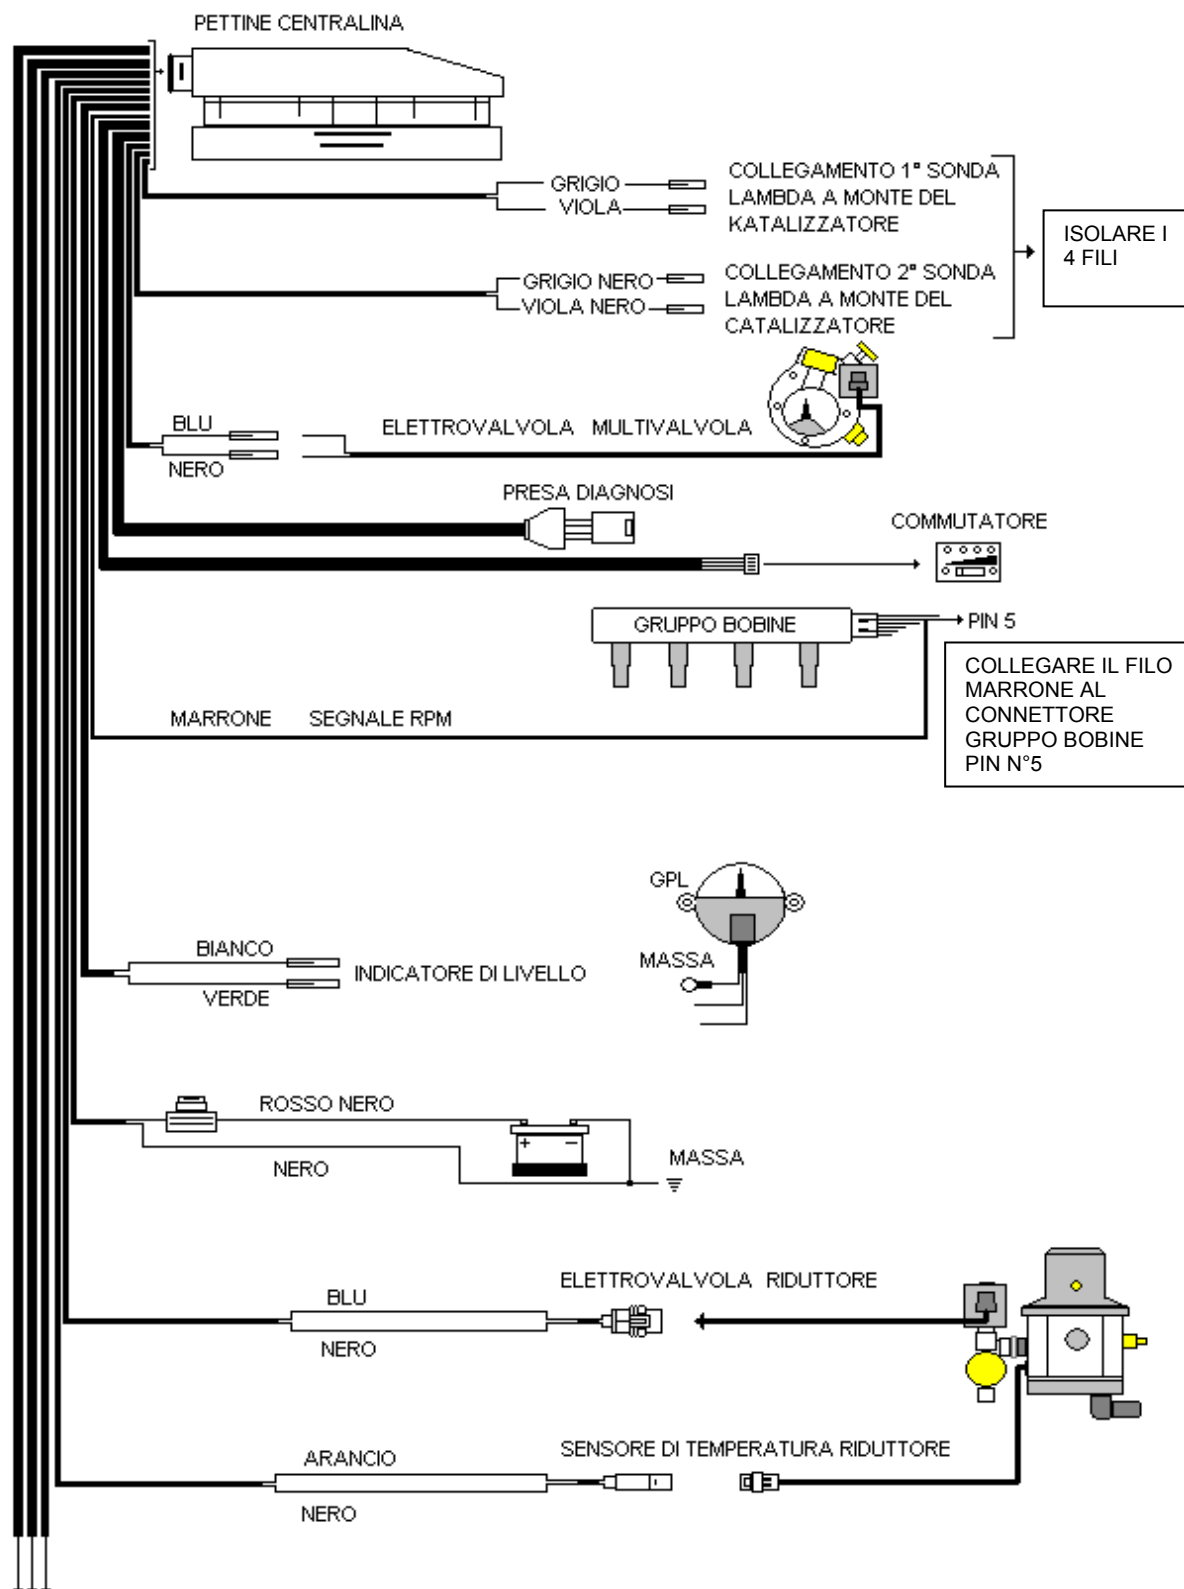 PETTINE CENTRALINA
GRIGIO
VIOLA
COLLEGAMENTO 1ª SONDA
LAMBDA A MONTE DEL
KATALIZZATORE
ISOLARE I
4 FILI
GRIGIO NERO
VIOLA NERO
COLLEGAMENTO 2ª SONDA
LAMBDA A MONTE DEL
CATALIZZATORE
BLU
NERO
ELETTROVALVOLA MULTIVALVOLA
PRESA DIAGNOSI
COMMUTATORE
GRUPPO BOBINE
PIN 5
COLLEGARE IL FILO
MARRONE AL
CONNETTORE
GRUPPO BOBINE
PIN N°5
MARRONE SEGNALE RPM
GPL
MASSA
BIANCO
VERDE
INDICATORE DI LIVELLO
ROSSO NERO
NERO
+ −
MASSA
ELETTROVALVOLA RIDUTTORE
BLU
NERO
SENSORE DI TEMPERATURA RIDUTTORE
ARANCIO
NERO